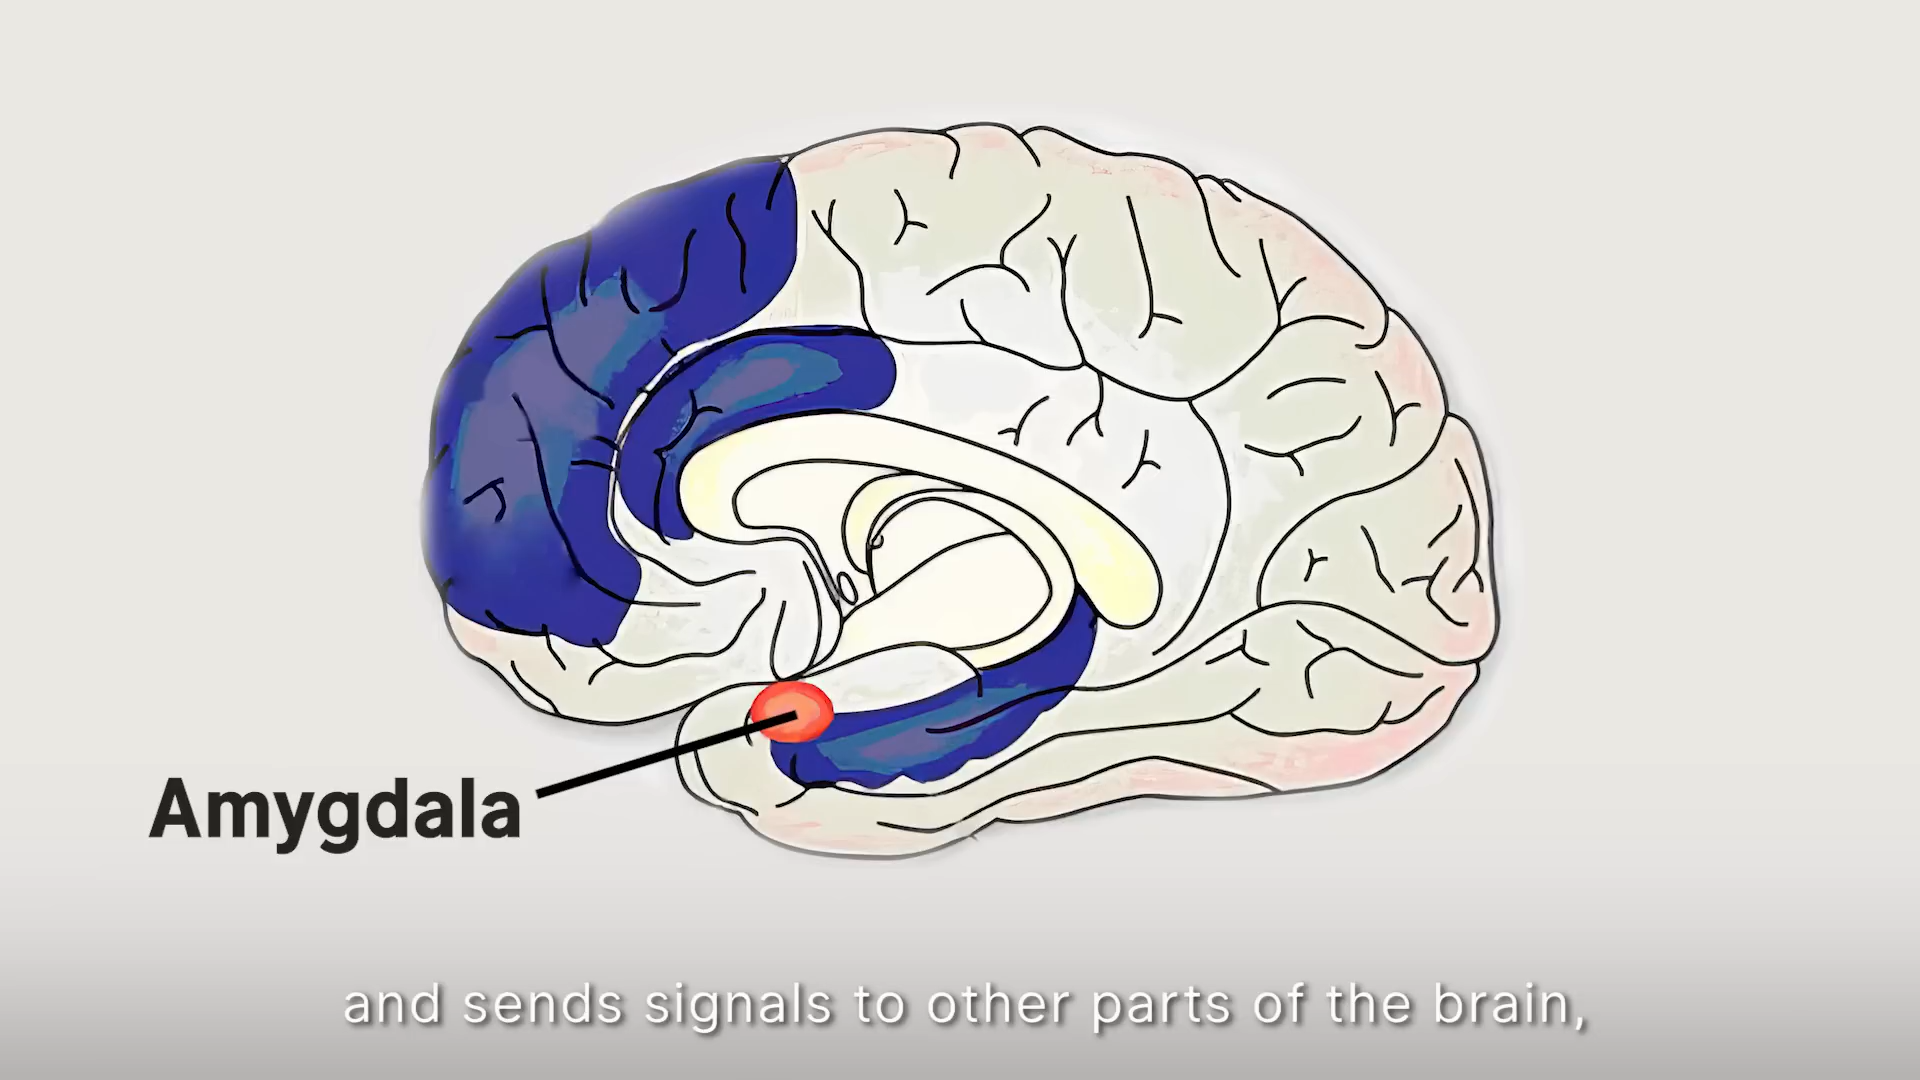 Amygdala
and sends signals to other parts of the brain,